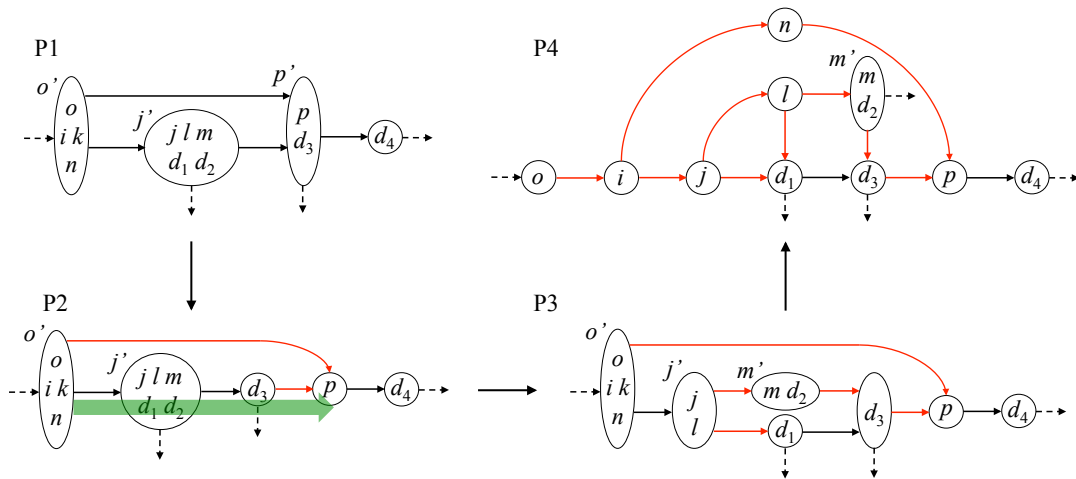 P1
o’
o
i k
n
j’
j l m
d1 d2
p’
p
d3
d4
P4
n
m’
l
m
d2
o
i
j
d1
d3
p
d4
P2
o’
o
i k
n
j’
j l m
d1 d2
d3
p
d4
P3
o’
o
i k
n
j’
j
l
m’
m d2
d1
d3
p
d4